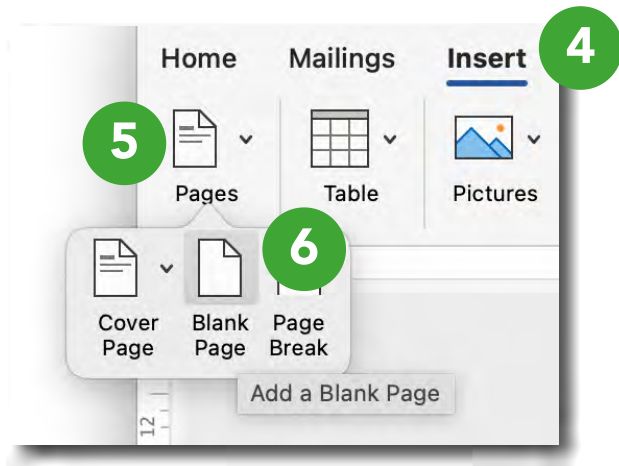 Home Mailings Insert 4
5
Pages Table Pictures
6
Cover Blank Page
Page Page Break
Add a Blank Page
12